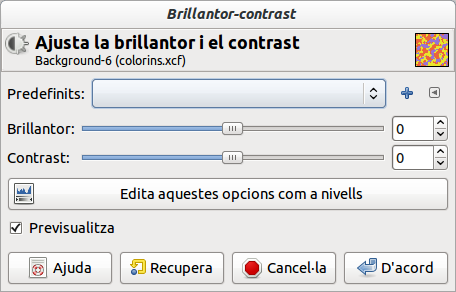 Brillantor-contrast
Ajusta la brillantor i el contrast
Background-6 (colorins.xcf)
Predefinits:
Brillantor: 0
Contrast: 0
Edita aquestes opcions com a nivells
Previsualitza
Ajuda Recupera Cancel·la D'acord